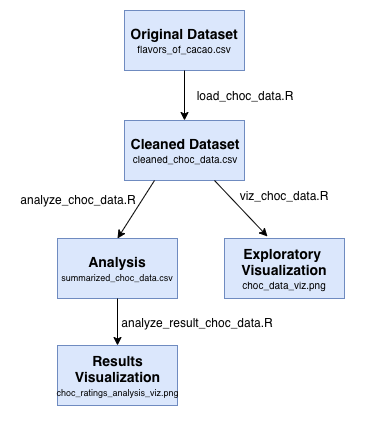 Original Dataset
flavors_of_cacao.csv
load_choc_data.R
Cleaned Dataset
cleaned_choc_data.csv
analyze_choc_data.R
viz_choc_data.R
Analysis
summarized_choc_data.csv
Exploratory
Visualization
choc_data_viz.png
analyze_result_choc_data.R
Results
Visualization
choc_ratings_analysis_viz.png